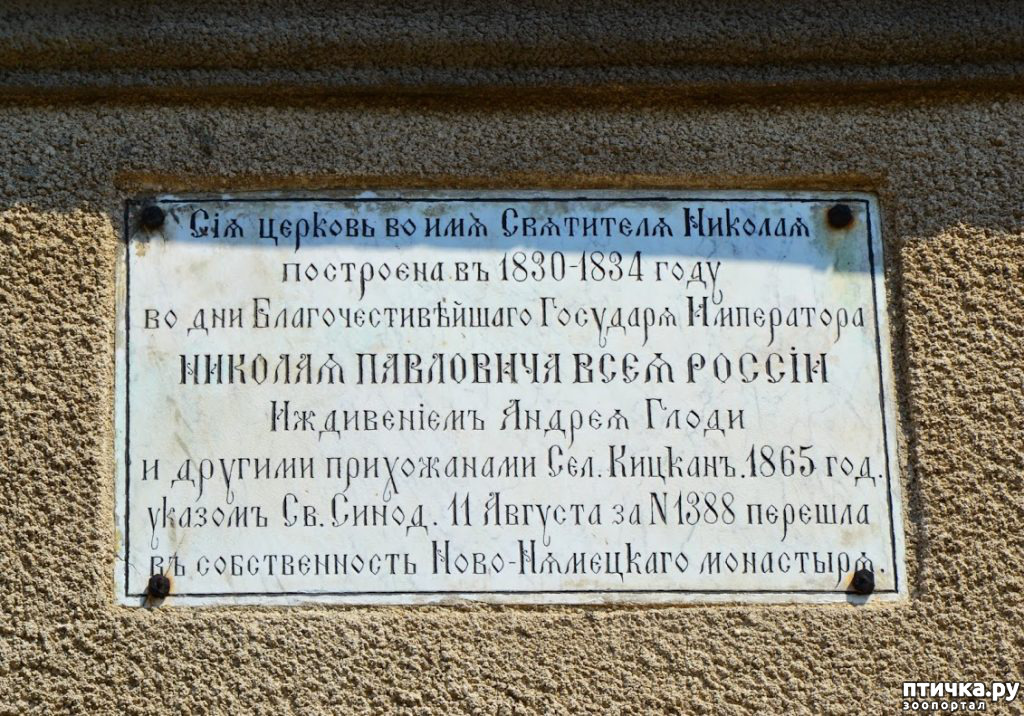 Сія церковь во имя Святителя Николая
построена въ 1830-1834 году
во дни Благочестивѣйшаго Государя Императора
НИКОЛАЯ ПАВЛОВИЧА ВСЕЯ РОССІИ
Иждивеніемъ Андрея Глоди
и другими прихожанами Сел. Кицканъ. 1865 год.
указомъ Св. Синод. 11 Августа за N1388 перешла
въ собственность Ново-Нямецкаго монастыря.
птичка.ру
зоопортал